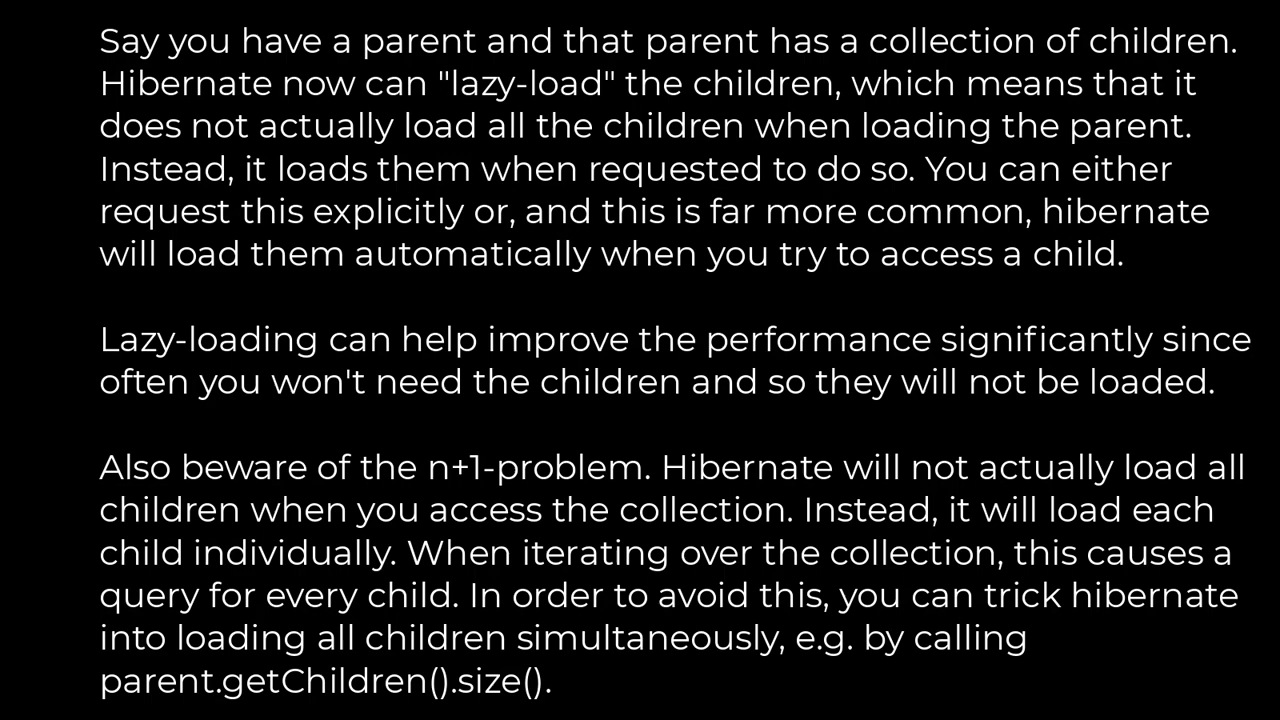 Say you have a parent and that parent has a collection of children.
Hibernate now can "lazy-load" the children, which means that it
does not actually load all the children when loading the parent.
Instead, it loads them when requested to do so. You can either
request this explicitly or, and this is far more common, hibernate
will load them automatically when you try to access a child.
Lazy-loading can help improve the performance significantly since
often you won't need the children and so they will not be loaded.
Also beware of the n+1-problem. Hibernate will not actually load all
children when you access the collection. Instead, it will load each
child individually. When iterating over the collection, this causes a
query for every child. In order to avoid this, you can trick hibernate
into loading all children simultaneously, e.g. by calling
parent.getChildren().size().